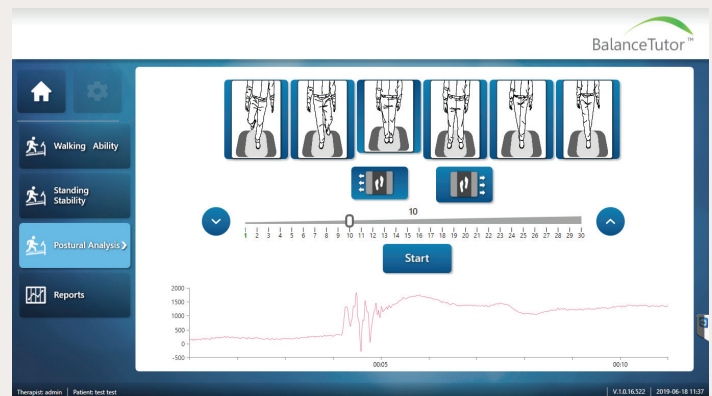 BalanceTutor™
Walking Ability
Standing
Stability
Postural Analysis
Reports
10
1 2 3 4 5 6 7 8 9 10 11 12 13 14 15 16 17 18 19 20 21 22 23 24 25 26 27 28 29 30
Start
2000
1500
1000
500
0
-500
00:05
00:10
Therapist: admin | Patient: test test
V.1.0.16.522 | 2019-06-18 11:37